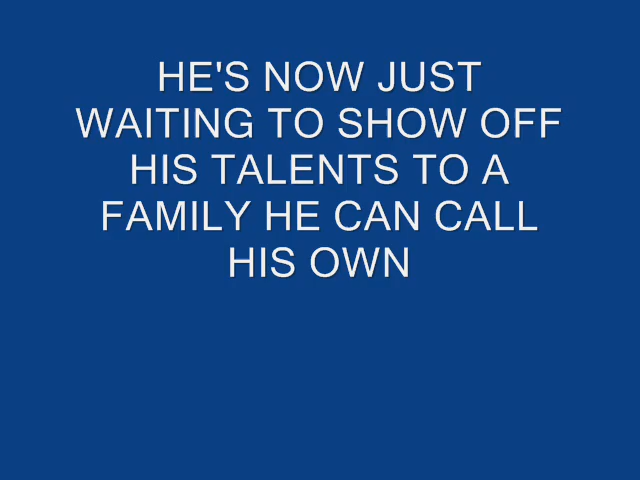 HE'S NOW JUST
WAITING TO SHOW OFF
HIS TALENTS TO A
FAMILY HE CAN CALL
HIS OWN